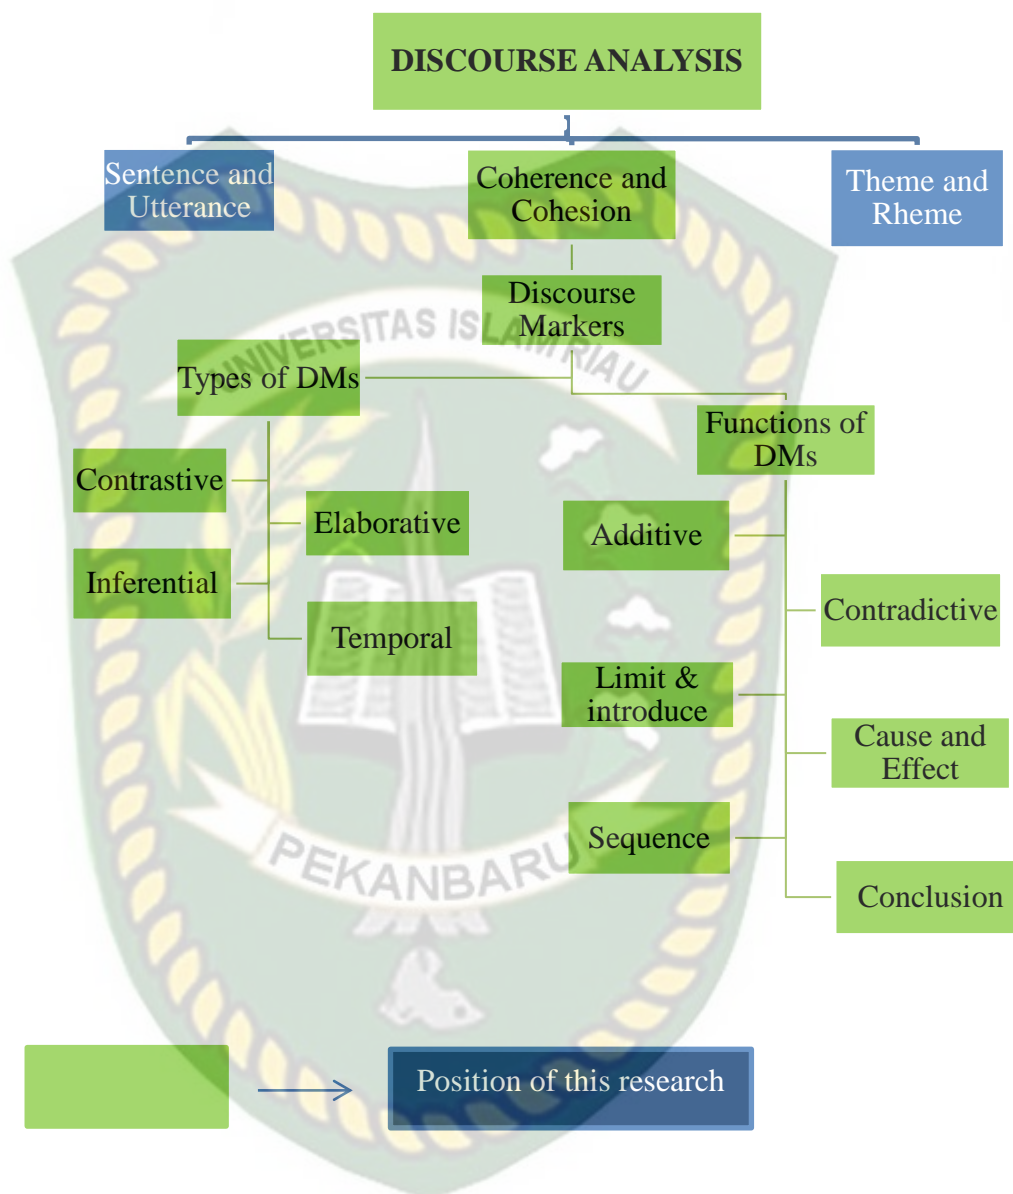 DISCOURSE ANALYSIS
Sentence and
Utterance
Coherence and
Cohesion
Theme and
Rheme
Discourse
Markers
UNIVERSITAS ISLAM RIAU
Types of DMs
Functions of
DMs
Contrastive
Elaborative
Inferential
Temporal
Additive
Contradictive
Limit &
introduce
Cause and
Effect
Sequence
Conclusion
PEKANBARU
Position of this research